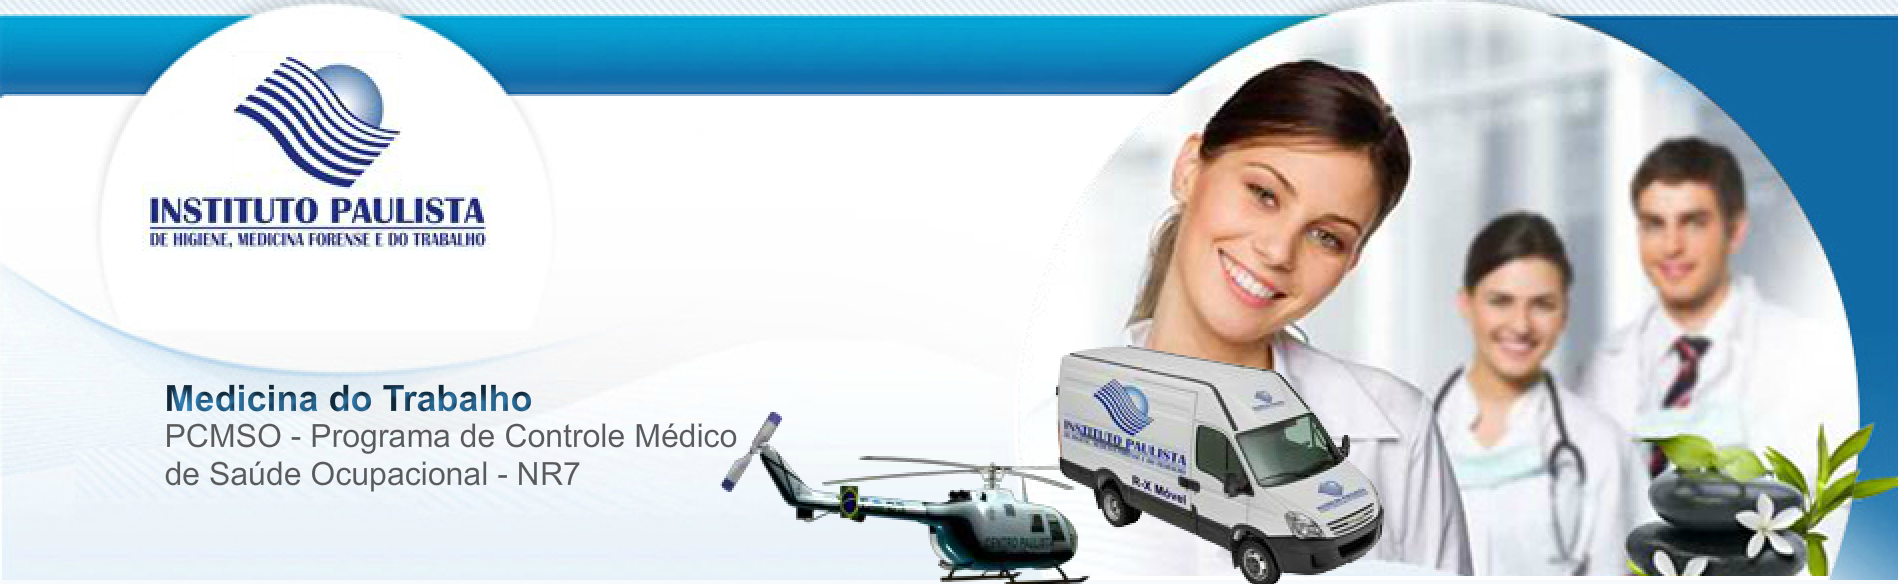 INSTITUTO PAULISTA
DE HIGIENE, MEDICINA FORENSE E DO TRABALHO
Medicina do Trabalho
PCMSO - Programa de Controle Médico
de Saúde Ocupacional - NR7
CENTRO PAULISTA
INSTITUTO PAULISTA
R-X Móvel